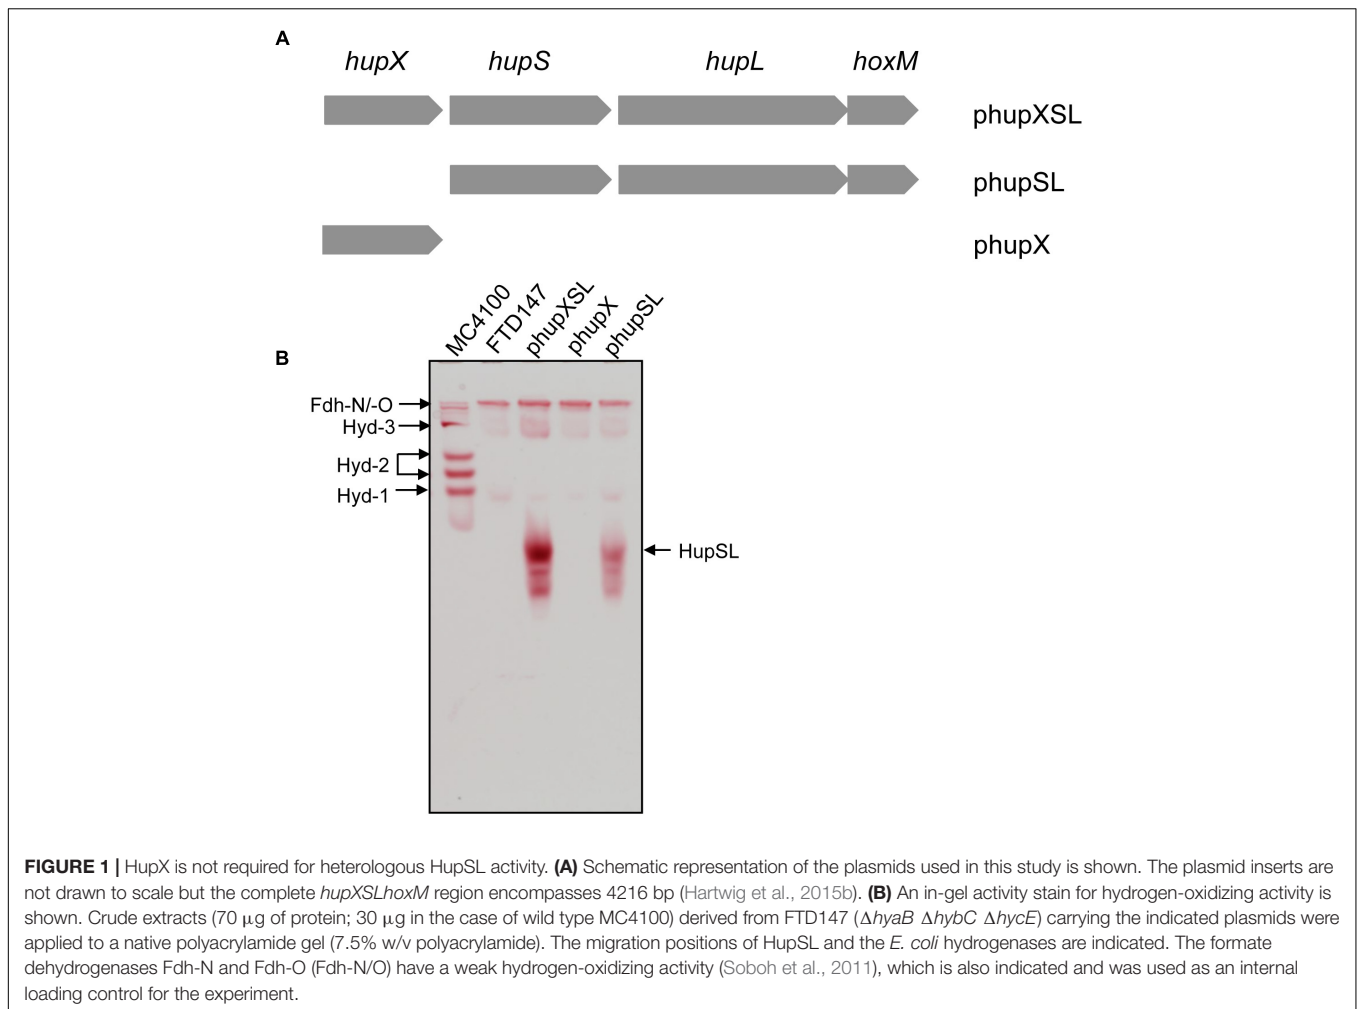 A
hupX hupS hupL hoxM
phupXSL
phupSL
phupX
MC4100 FTD147 phupXSL phupX phupSL
B
Fdh-N/-O
Hyd-3
Hyd-2
Hyd-1
HupSL
FIGURE 1 | HupX is not required for heterologous HupSL activity. (A) Schematic representation of the plasmids used in this study is shown. The plasmid inserts are
not drawn to scale but the complete hupXSLhoxM region encompasses 4216 bp (Hartwig et al., 2015b). (B) An in-gel activity stain for hydrogen-oxidizing activity is
shown. Crude extracts (70 μg of protein; 30 μg in the case of wild type MC4100) derived from FTD147 (ΔhyaB ΔhybC ΔhycE) carrying the indicated plasmids were
applied to a native polyacrylamide gel (7.5% w/v polyacrylamide). The migration positions of HupSL and the E. coli hydrogenases are indicated. The formate
dehydrogenases Fdh-N and Fdh-O (Fdh-N/O) have a weak hydrogen-oxidizing activity (Soboh et al., 2011), which is also indicated and was used as an internal
loading control for the experiment.